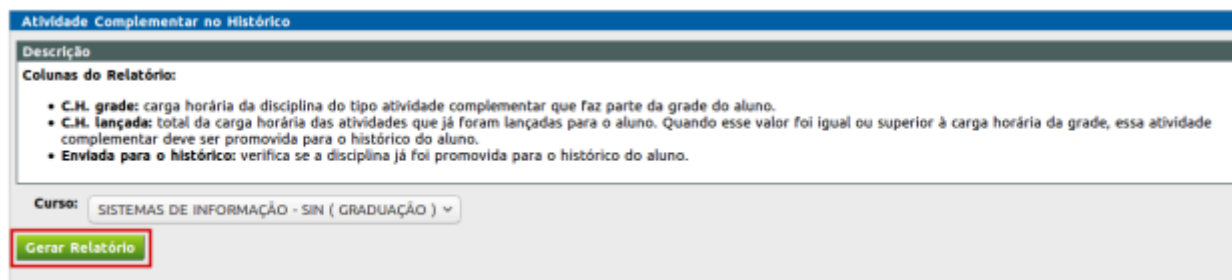 Atividade Complementar no Histórico
Descrição
Colunas do Relatório:
• C.H. grade: carga horária da disciplina do tipo atividade complementar que faz parte da grade do aluno.
• C.H. lançada: total da carga horária das atividades que já foram lançadas para o aluno. Quando esse valor foi igual ou superior à carga horária da grade, essa atividade
complementar deve ser promovida para o histórico do aluno.
• Enviada para o histórico: verifica se a disciplina já foi promovida para o histórico do aluno.
Curso: SISTEMAS DE INFORMAÇÃO - SIN ( GRADUAÇÃO )
Gerar Relatório